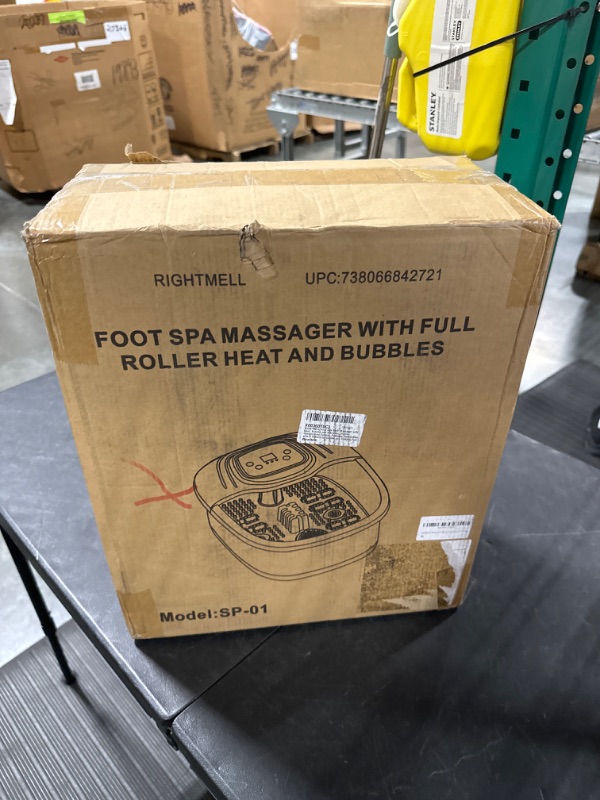 STANLEY
RIGHTMELL UPC:738066842721
FOOT SPA MASSAGER WITH FULL
ROLLER HEAT AND BUBBLES
Model:SP-01